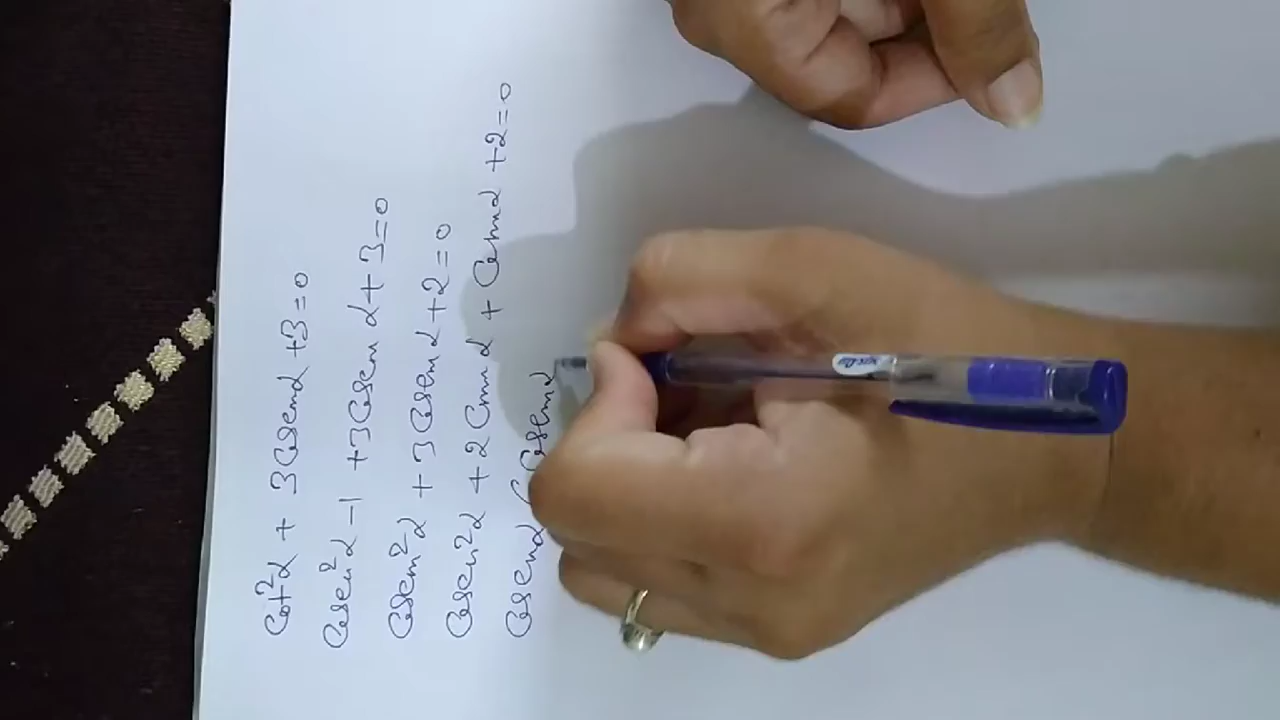 Cot²α + 3Cosecα +3=0
Cosec²α-1 +3Cosec α+3=0
Cosec²α + 3Cosecα+2=0
Cosec²α +2Cosecα + Cosecα +2=0
Cosecα (Cosecα